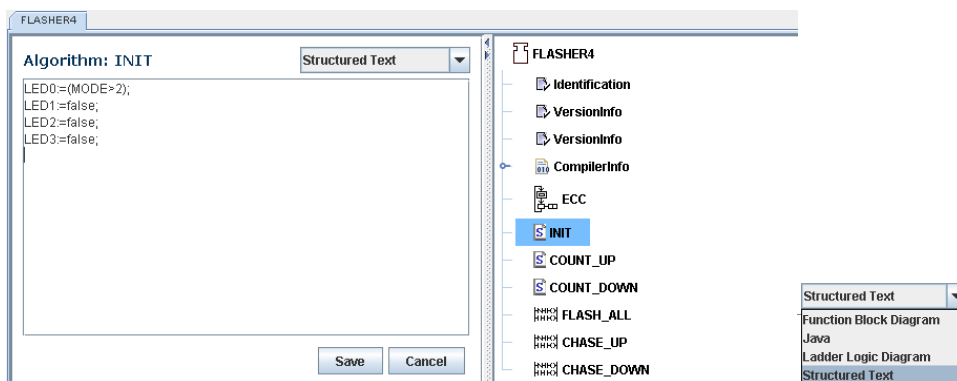 FLASHER4
Algorithm: INIT
Structured Text
LED0:=(MODE>2);
LED1:=false;
LED2:=false;
LED3:=false;
Save
Cancel
FLASHER4
Identification
VersionInfo
VersionInfo
CompilerInfo
ECC
INIT
COUNT_UP
COUNT_DOWN
FLASH_ALL
CHASE_UP
CHASE_DOWN
Structured Text
Function Block Diagram
Java
Ladder Logic Diagram
Structured Text